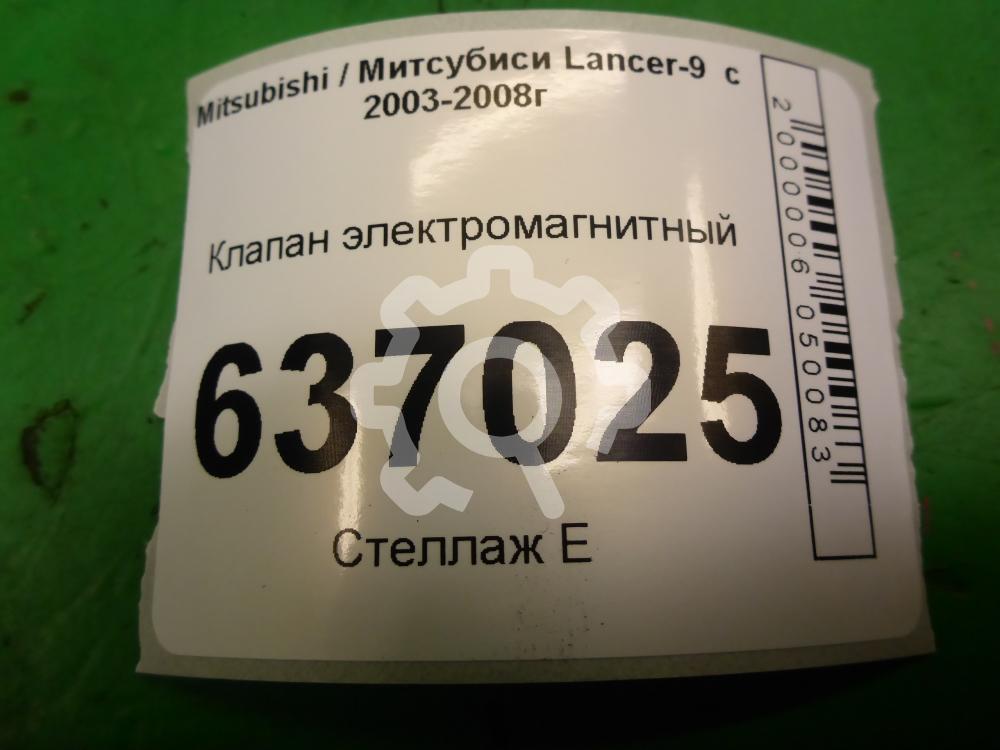 Mitsubishi / Митсубиси Lancer-9 с
2003-2008г
Клапан электромагнитный
637025
Стеллаж Е
2000006050083